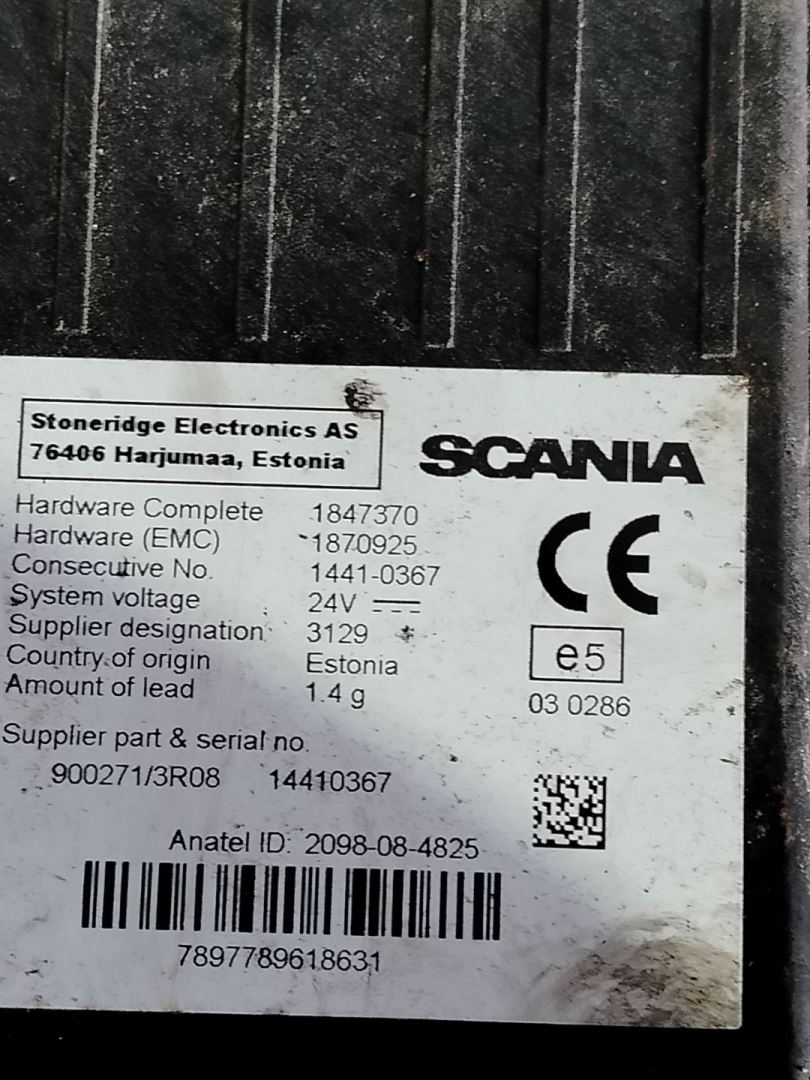 Stoneridge Electronics AS
76406 Harjumaa, Estonia
SCANIA
Hardware Complete 1847370
Hardware (EMC) 1870925
Consecutive No. 1441-0367
System voltage 24V
Supplier designation 3129
Country of origin Estonia
Amount of lead 1.4 g
CE
e5
03 0286
Supplier part & serial no.
900271/3R08 14410367
Anatel ID: 2098-08-4825
7897789618631